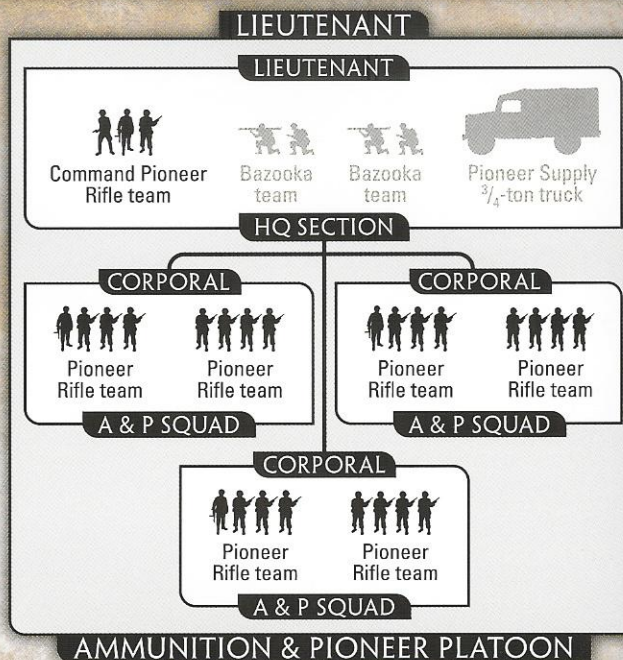 LIEUTENANT
LIEUTENANT
Command Pioneer
Rifle team
Bazooka
team
Bazooka
team
Pioneer Supply
3/4-ton truck
HQ SECTION
CORPORAL
Pioneer
Rifle team
Pioneer
Rifle team
A & P SQUAD
CORPORAL
Pioneer
Rifle team
Pioneer
Rifle team
A & P SQUAD
CORPORAL
Pioneer
Rifle team
Pioneer
Rifle team
A & P SQUAD
AMMUNITION & PIONEER PLATOON